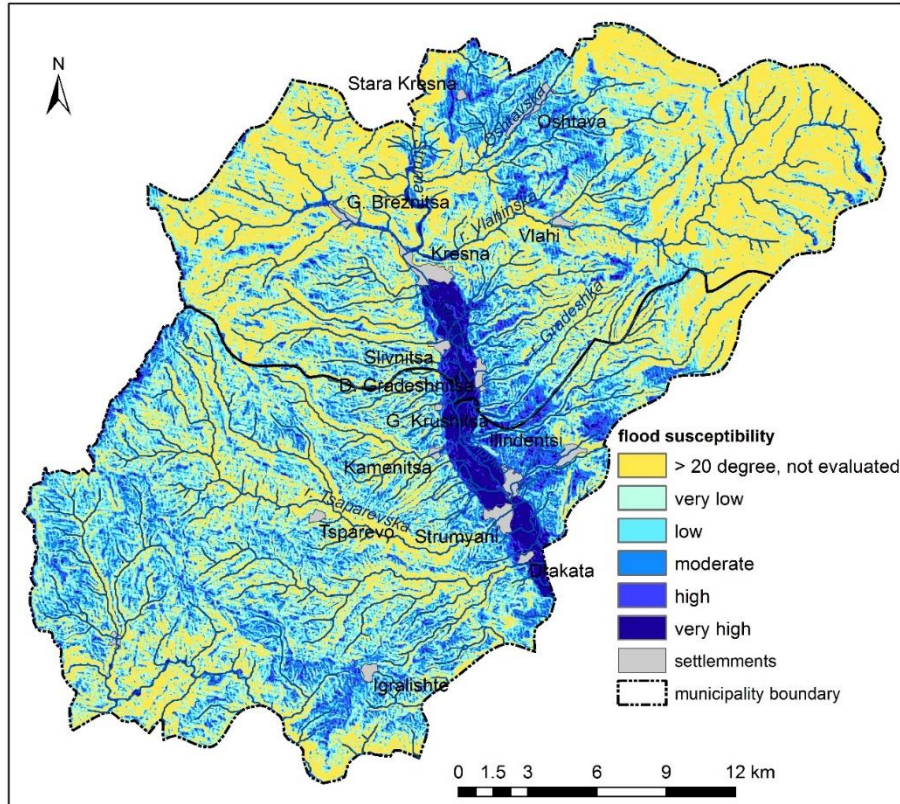 N
Stara Kresna
Oshtavska
Oshtava
Struma
G. Breznitsa
r. Vlahinska
Vlahi
Kresna
r. Gradeshka
Slivnitsa
D. Gradeshnitsa
G. Krushitsa
Ilindentsi
Kamenitsa
r. Tsaparevska
Tsparevo
Strumyani
Drakata
Igralishte
flood susceptibility
> 20 degree, not evaluated
very low
low
moderate
high
very high
settlemments
municipality boundary
0 1.5 3 6 9 12 km